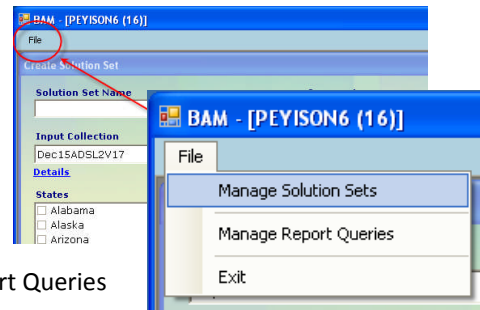 BAM - [PEYISON6 (16)]
File
Create Solution Set
Solution Set Name
Input Collection
Dec15ADSL2V17
Details
States
Alabama
Alaska
Arizona
BAM - [PEYISON6 (16)]
File
Manage Solution Sets
Manage Report Queries
Exit
rt Queries